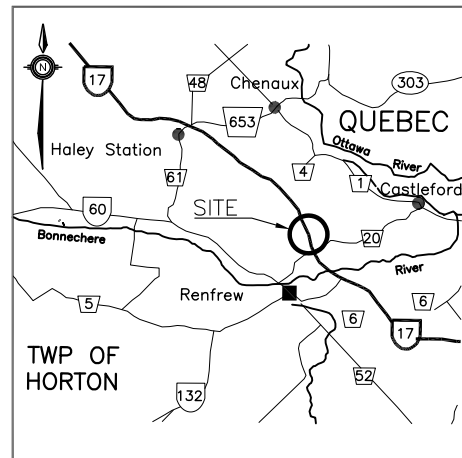 N
17
48
Chenaux
303
653
QUEBEC
Haley Station
Ottawa
River
4
1
61
Castleford
60
SITE
20
Bonnechere
River
Renfrew
5
6
6
17
TWP OF
HORTON
52
132